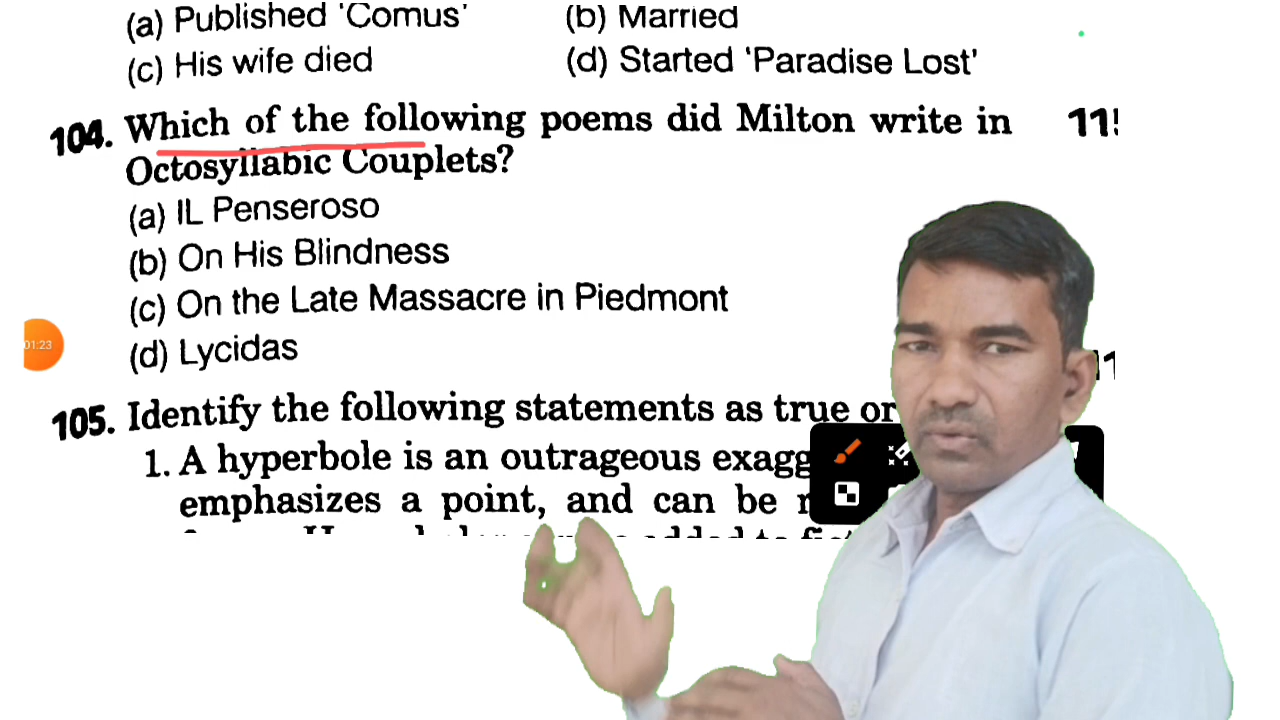 (a) Published 'Comus' (b) Married
(c) His wife died (d) Started 'Paradise Lost'
104. Which of the following poems did Milton write in
Octosyllabic Couplets?
(a) IL Penseroso
(b) On His Blindness
(c) On the Late Massacre in Piedmont
(d) Lycidas
01:23
105. Identify the following statements as true or
1. A hyperbole is an outrageous exagg
emphasizes a point, and can be